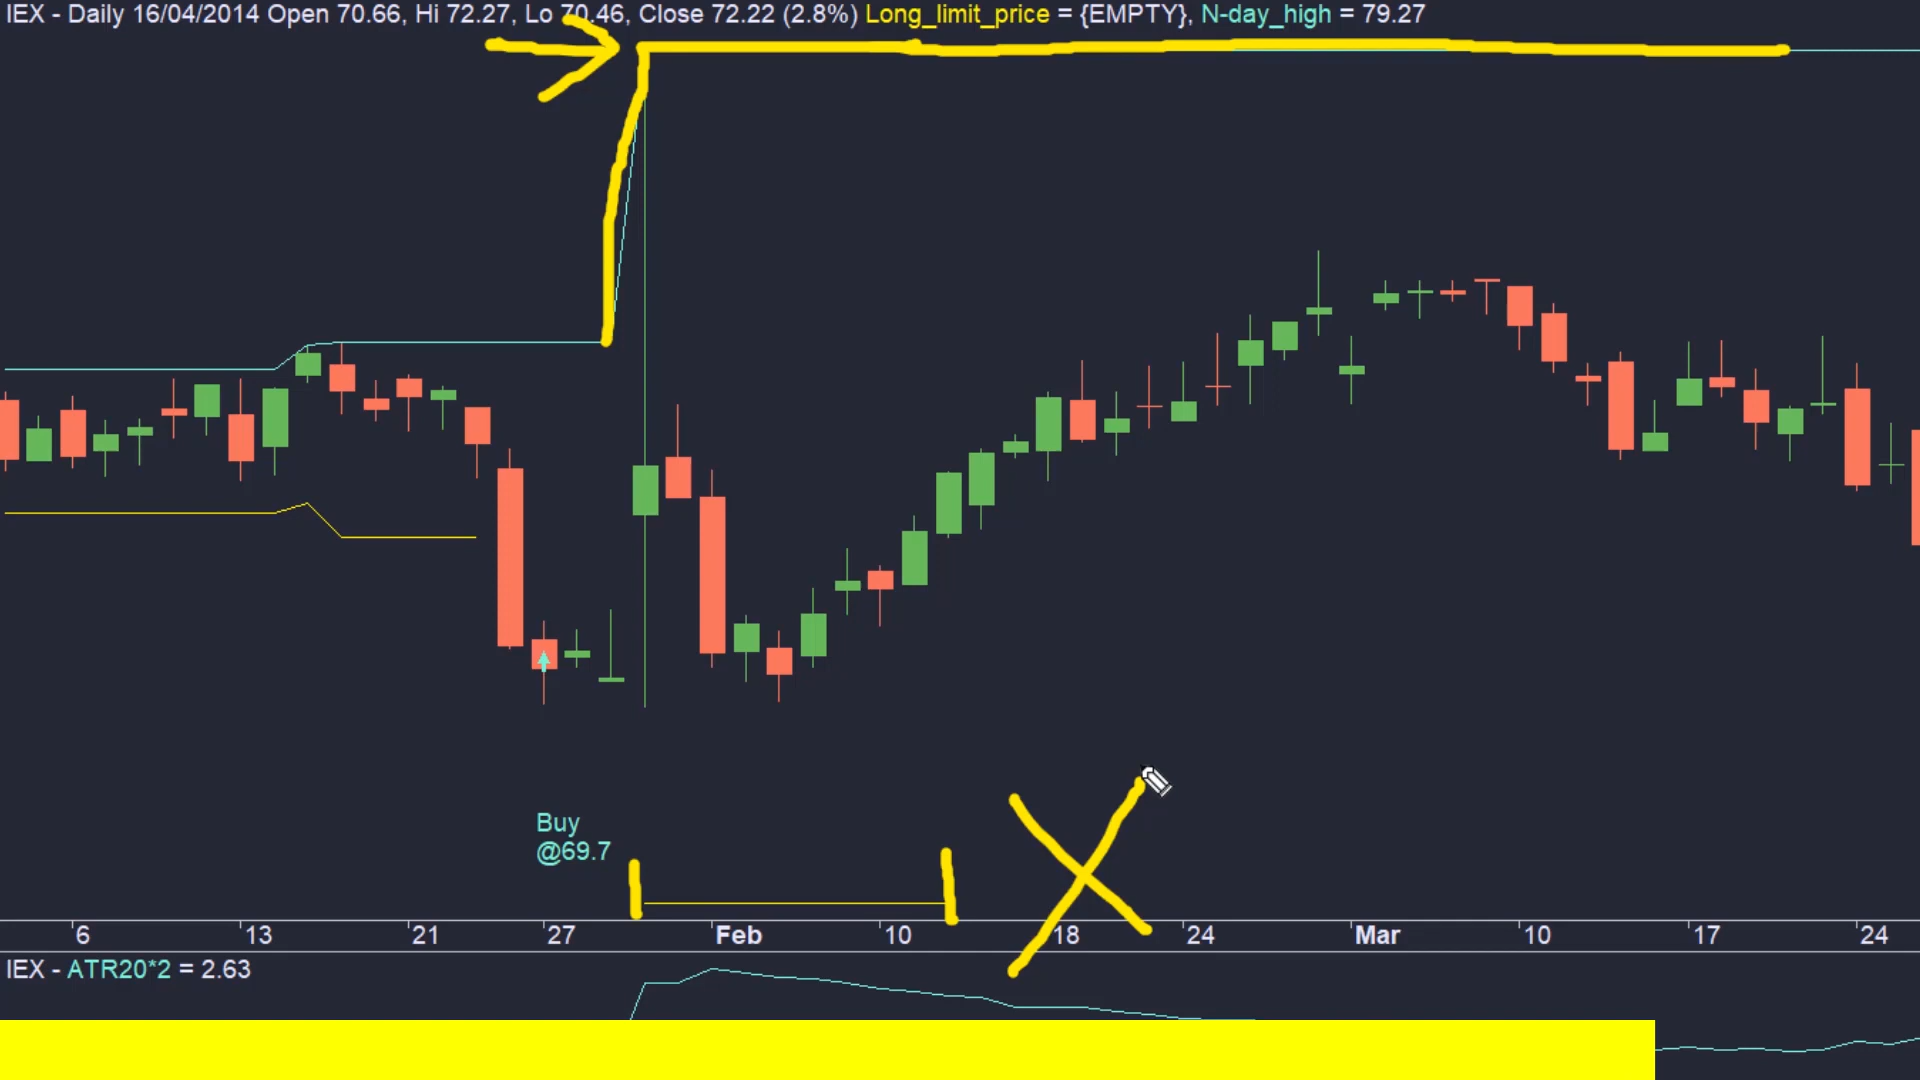 IEX - Daily 16/04/2014 Open 70.66, Hi 72.27, Lo 70.46, Close 72.22 (2.8%) Long_limit_price = {EMPTY}, N-day_high = 79.27
Buy
@69.7
6 13 21 27 Feb 10 18 24 Mar 10 17 24
IEX - ATR20*2 = 2.63